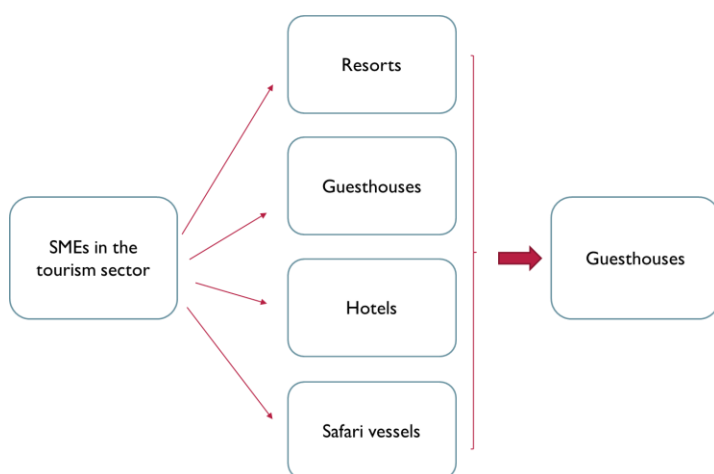 SMEs in the
tourism sector
Resorts
Guesthouses
Hotels
Safari vessels
Guesthouses